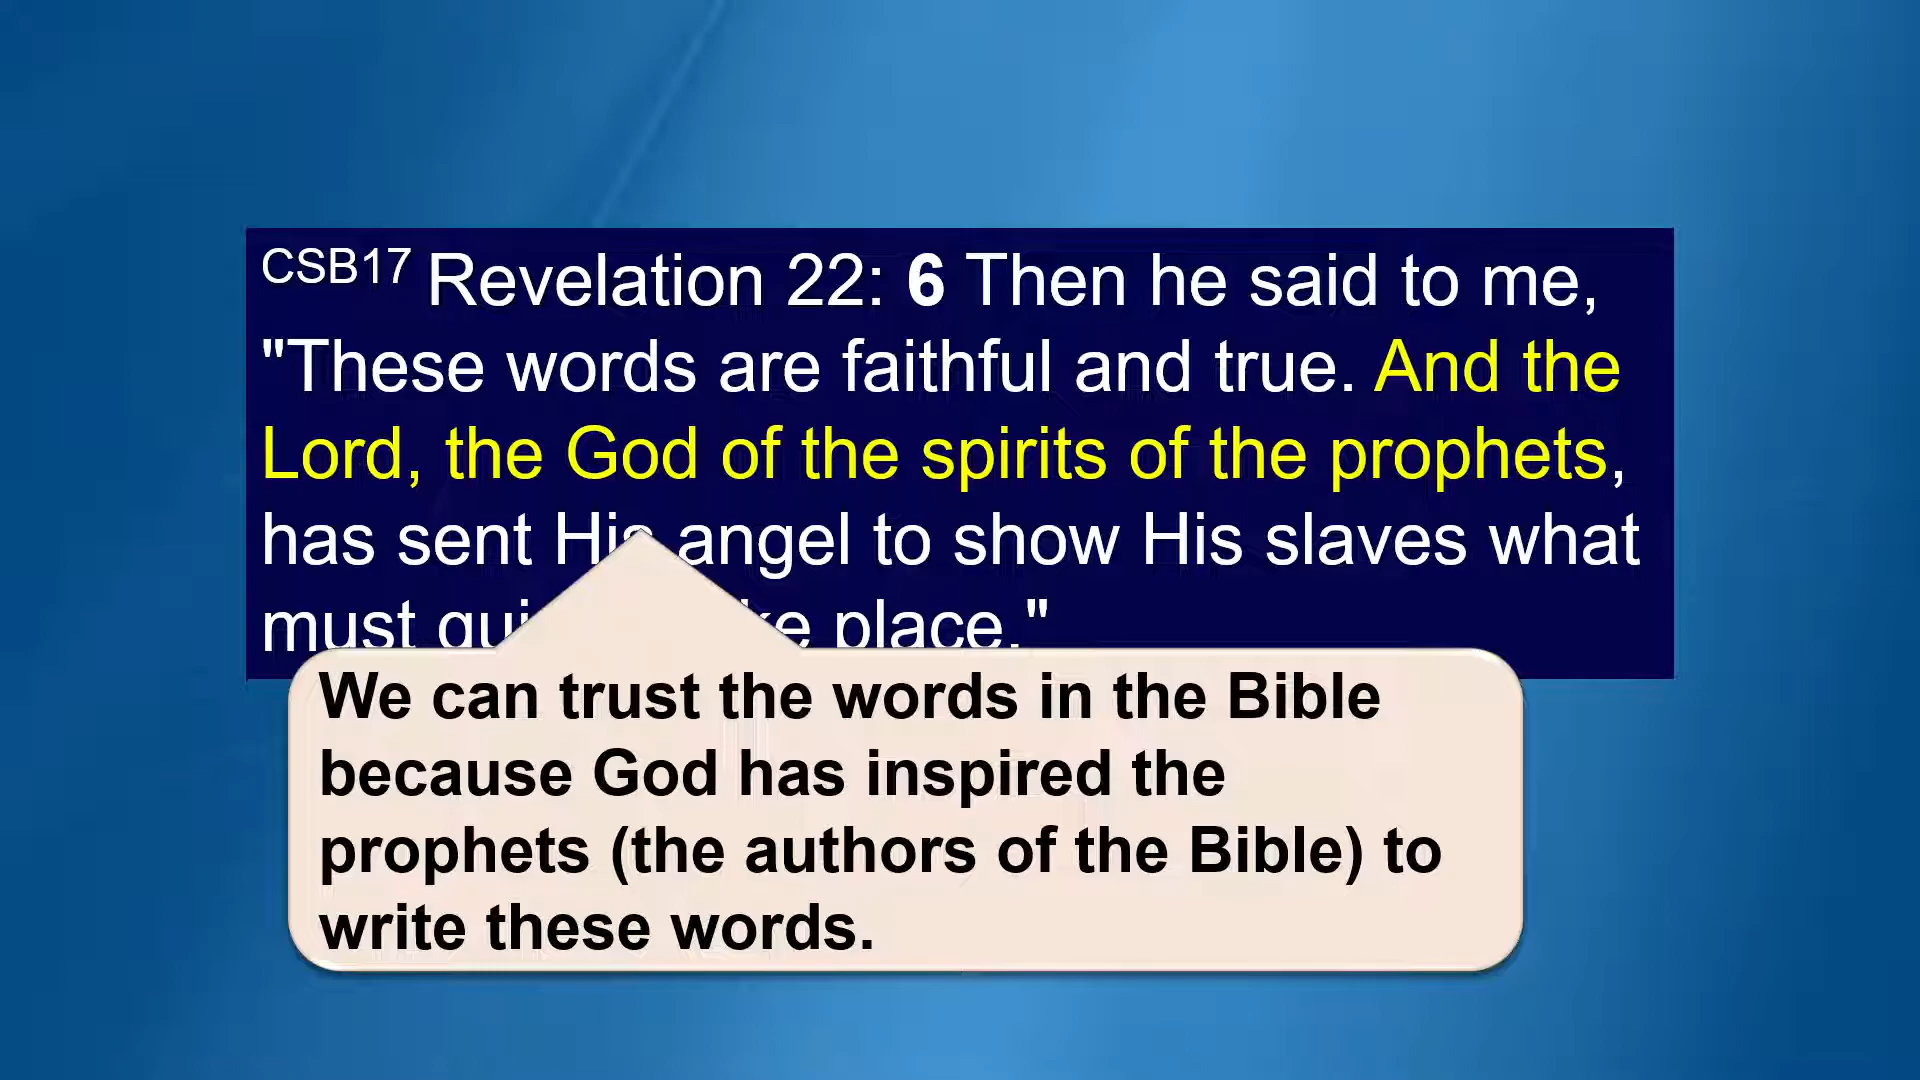 CSB17 Revelation 22: 6 Then he said to me,
"These words are faithful and true. And the
Lord, the God of the spirits of the prophets,
has sent His angel to show His slaves what
must place."
We can trust the words in the Bible
because God has inspired the
prophets (the authors of the Bible) to
write these words.